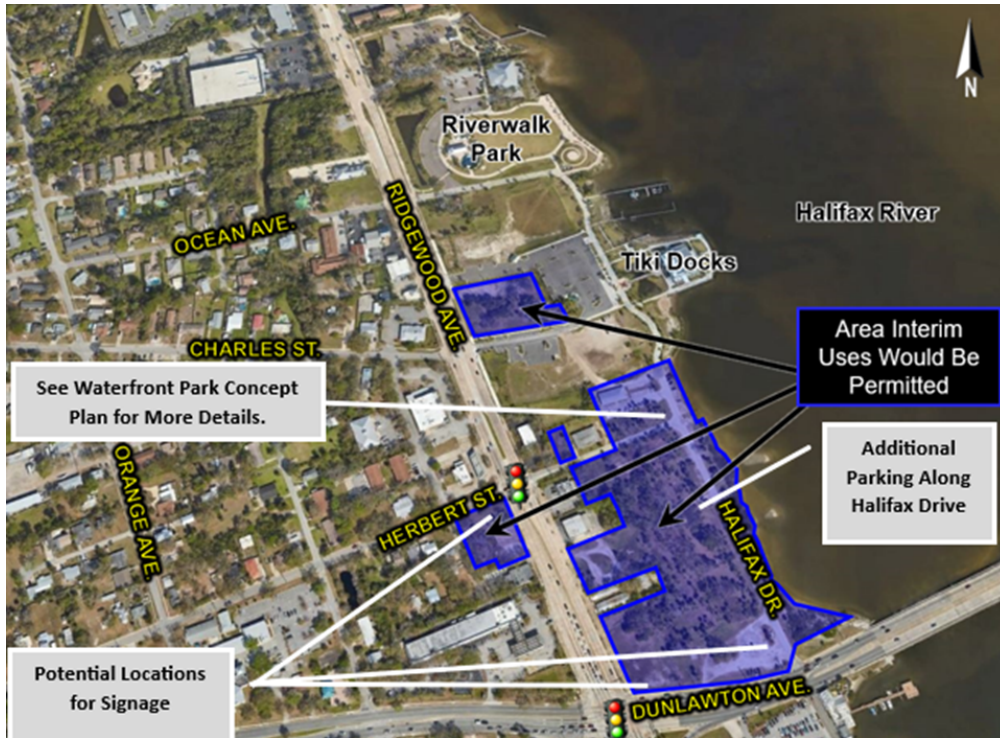 N
Riverwalk
Park
RIDGEWOOD AVE.
OCEAN AVE.
Halifax River
Tiki Docks
Area Interim
Uses Would Be
Permitted
CHARLES ST.
See Waterfront Park Concept
Plan for More Details.
Additional
Parking Along
Halifax Drive
ORANGE AVE.
HERBERT ST.
HALIFAX DR.
Potential Locations
for Signage
DUNLAWTON AVE.